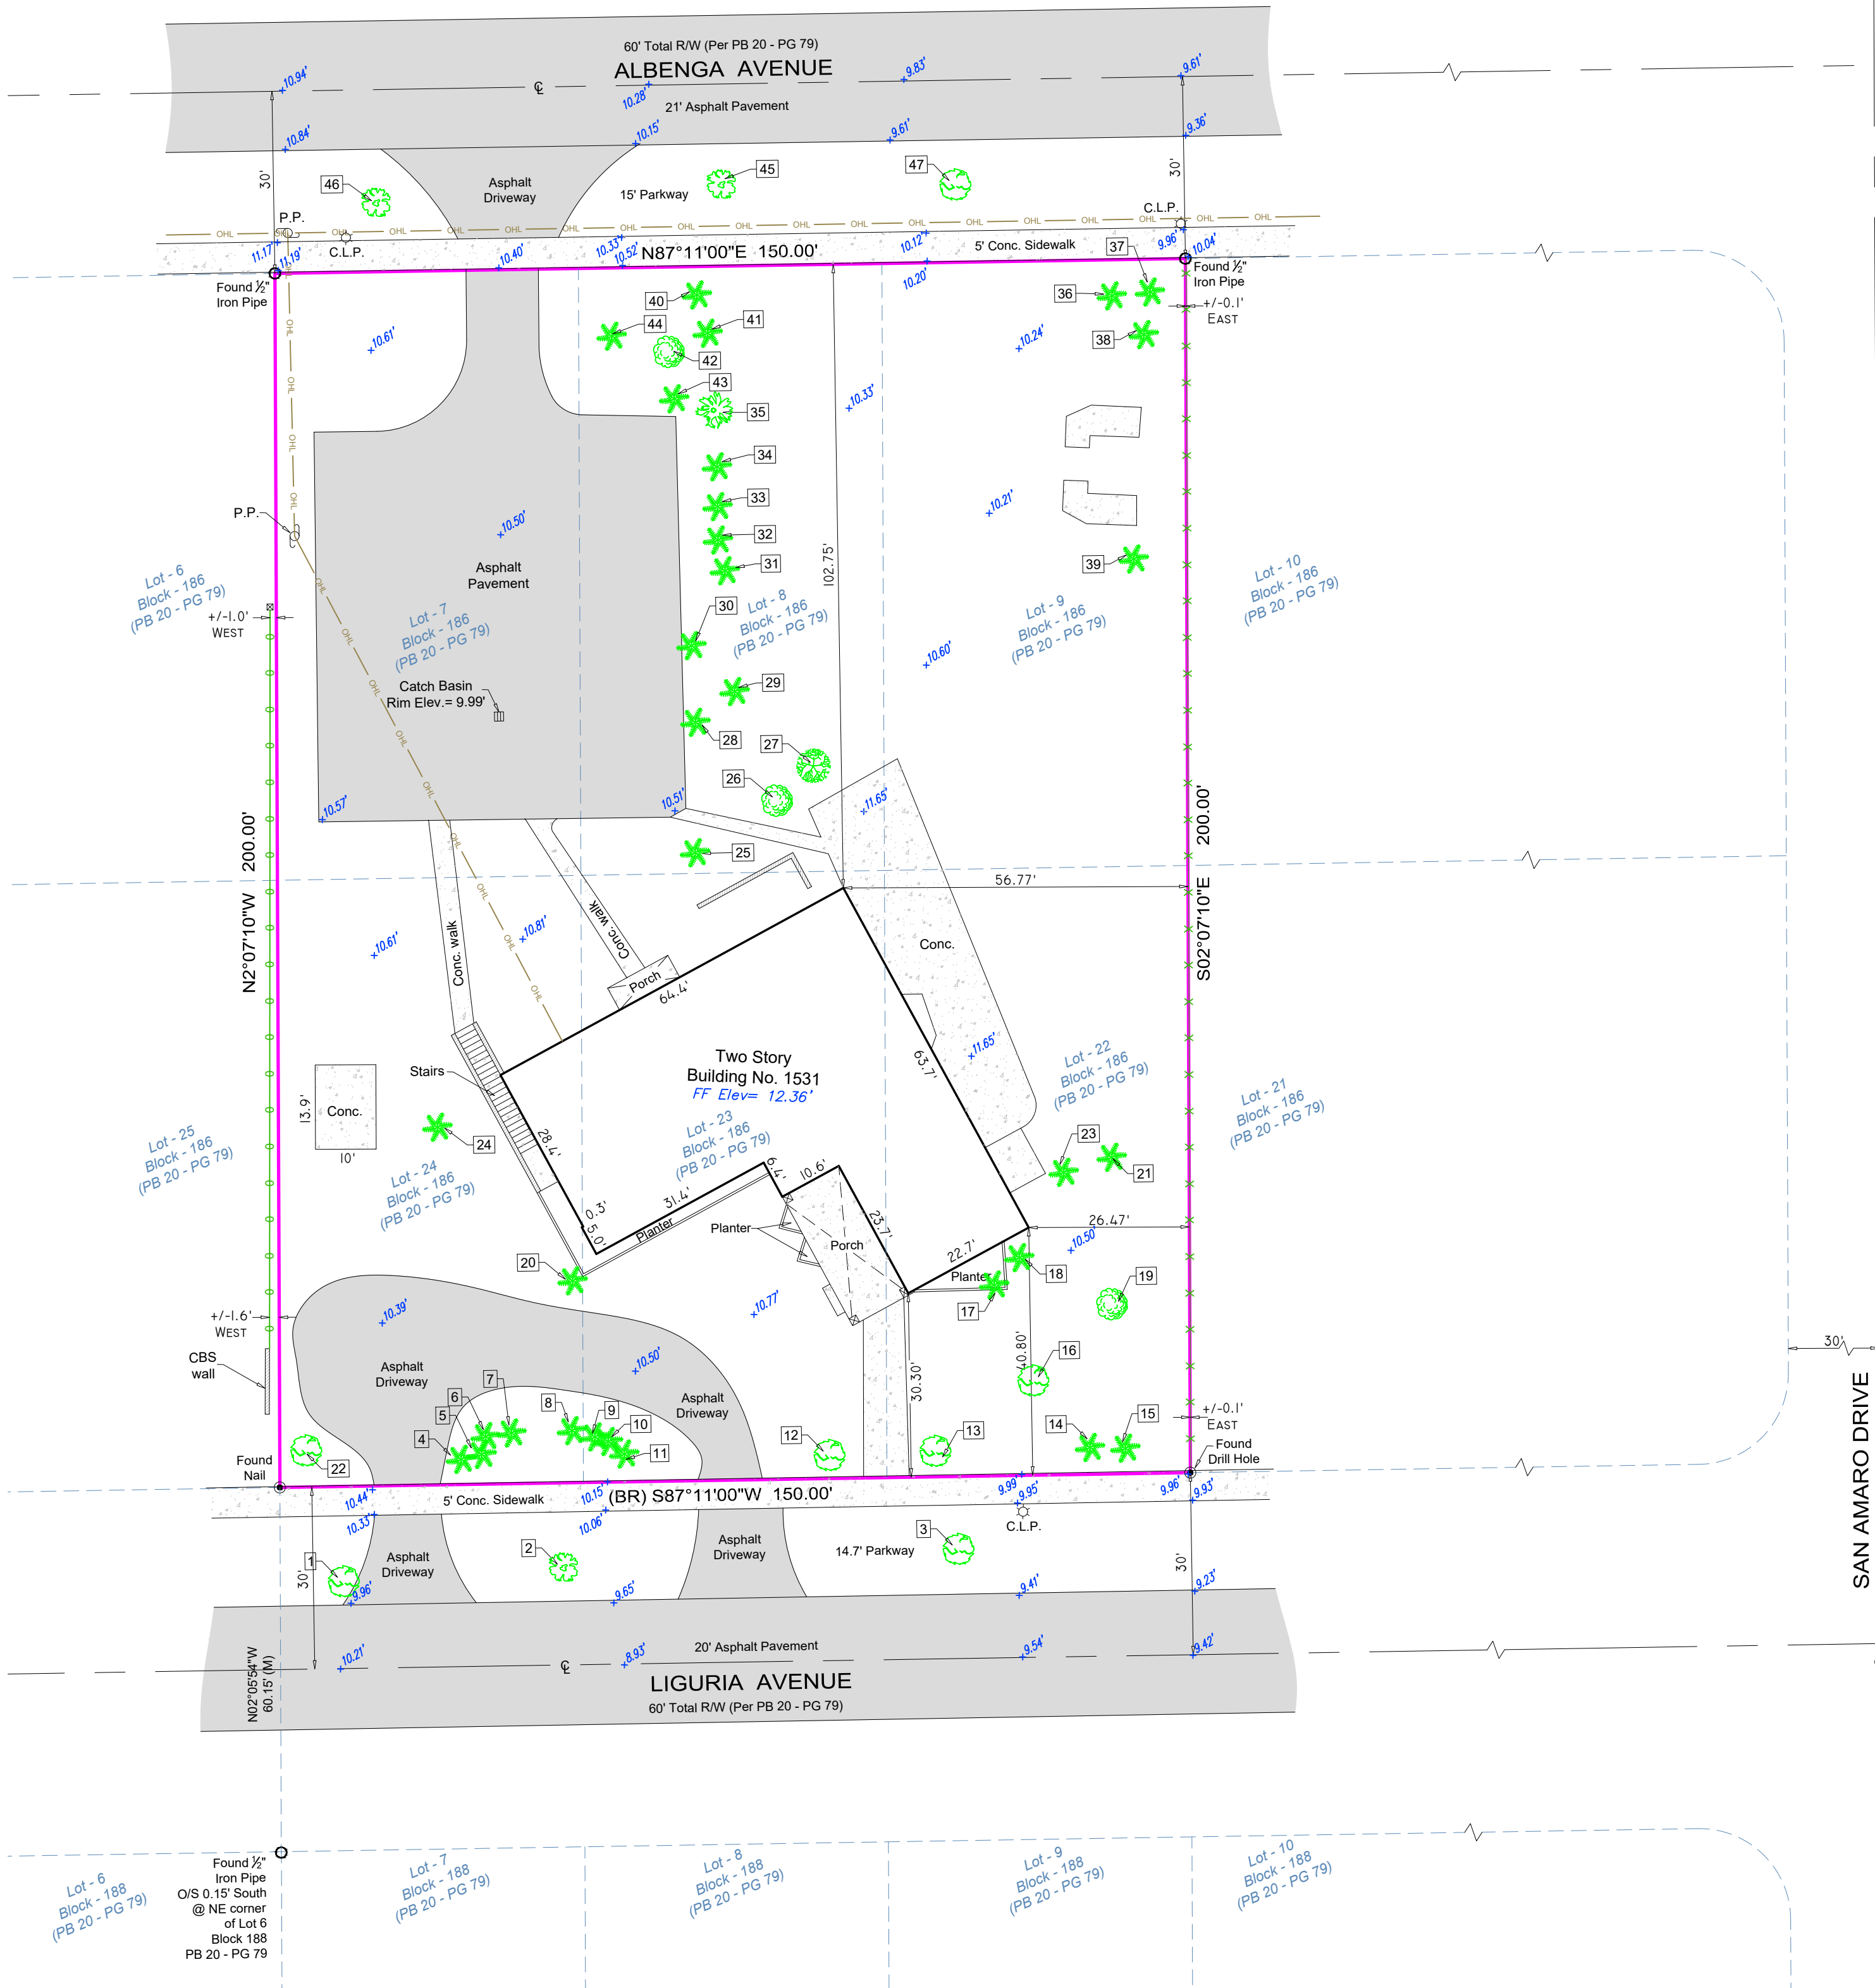 60' Total R/W (Per PB 20 - PG 79)
ALBENGA AVENUE
10.94'
10.28'
9.83'
9.61'
℄
21' Asphalt Pavement
10.84'
10.15'
9.61'
9.36'
30'
46
Asphalt
Driveway
15' Parkway
45
47
30'
P.P.
C.L.P.
OHL
C.L.P.
11.17'
11.19'
10.40'
10.33'
10.52'
N87°11'00"E 150.00'
10.12'
10.20'
5' Conc. Sidewalk
37
9.96'
10.04'
Found ½"
Iron Pipe
Found ½"
Iron Pipe
+/-0.1'
EAST
40
44
41
42
36
38
10.61'
10.24'
43
35
10.33'
34
33
32
31
P.P.
10.50'
Asphalt
Pavement
102.75'
10.21'
39
Lot - 6
Block - 186
(PB 20 - PG 79)
+/-1.0'
WEST
Lot - 7
Block - 186
(PB 20 - PG 79)
30
Lot - 8
Block - 186
(PB 20 - PG 79)
Lot - 9
Block - 186
(PB 20 - PG 79)
Lot - 10
Block - 186
(PB 20 - PG 79)
10.60'
Catch Basin
Rim Elev.= 9.99'
29
28
27
26
10.57'
10.51'
11.65'
25
N2°07'10"W 200.00'
S02°07'10"E 200.00'
56.77'
10.61'
10.81'
Conc. walk
Conc. walk
Conc.
Porch
64.4'
Stairs
Two Story
Building No. 1531
FF Elev= 12.36'
63.7'
11.65'
13.9'
Conc.
10'
24
28.4'
Lot - 25
Block - 186
(PB 20 - PG 79)
Lot - 24
Block - 186
(PB 20 - PG 79)
Lot - 23
Block - 186
(PB 20 - PG 79)
Lot - 22
Block - 186
(PB 20 - PG 79)
Lot - 21
Block - 186
(PB 20 - PG 79)
23
21
0.3'
5.0'
31.4'
6.4'
10.6'
Planter
Planter
23.7'
Porch
22.7'
Planter
26.47'
10.50'
20
18
17
19
10.39'
10.77'
+/-1.6'
WEST
CBS
wall
10.50'
30.30'
40.80'
16
30'
SAN AMARO DRIVE
Asphalt
Driveway
Asphalt
Driveway
4
5
6
7
8
9
10
11
12
13
14
15
+/-0.1'
EAST
Found
Drill Hole
Found
Nail
22
10.44'
10.33'
5' Conc. Sidewalk
10.15'
10.06'
(BR) S87°11'00"W 150.00'
9.99'
9.95'
9.96'
9.93'
C.L.P.
1
30'
Asphalt
Driveway
2
Asphalt
Driveway
14.7' Parkway
3
30'
9.96'
9.65'
9.41'
9.23'
10.21'
8.93'
20' Asphalt Pavement
9.54'
9.42'
℄
LIGURIA AVENUE
60' Total R/W (Per PB 20 - PG 79)
N02°05'54"W
60.15' (M)
Found ½"
Iron Pipe
O/S 0.15' South
@ NE corner
of Lot 6
Block 188
PB 20 - PG 79
Lot - 6
Block - 188
(PB 20 - PG 79)
Lot - 7
Block - 188
(PB 20 - PG 79)
Lot - 8
Block - 188
(PB 20 - PG 79)
Lot - 9
Block - 188
(PB 20 - PG 79)
Lot - 10
Block - 188
(PB 20 - PG 79)